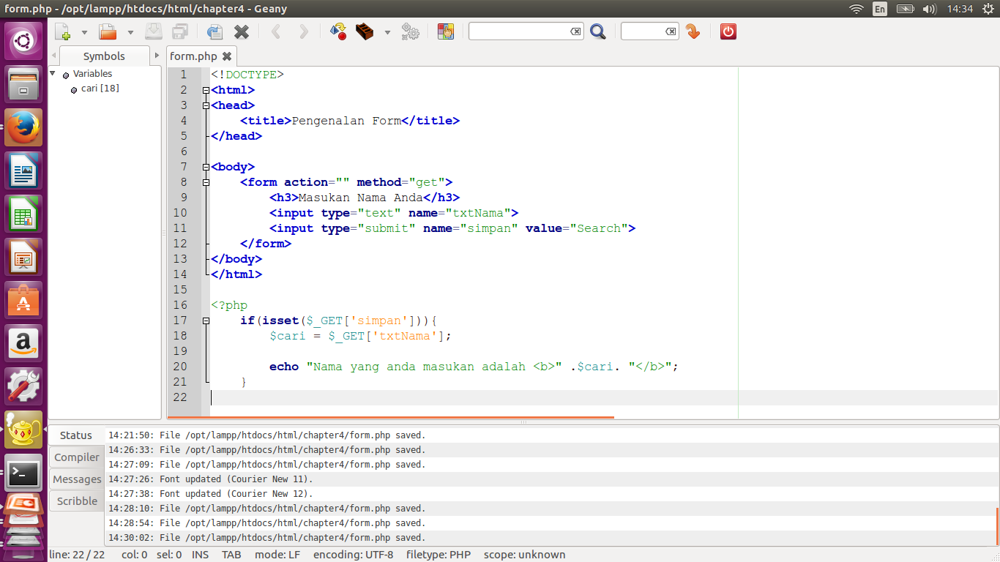 form.php - /opt/lampp/htdocs/html/chapter4 - Geany
En
14:34
Symbols
form.php
Variables
cari [18]
1 <!DOCTYPE>
2 <html>
3 <head>
4 <title>Pengenalan Form</title>
5 </head>
6
7 <body>
8 <form action="" method="get">
9 <h3>Masukan Nama Anda</h3>
10 <input type="text" name="txtNama">
11 <input type="submit" name="simpan" value="Search">
12 </form>
13 </body>
14 </html>
15
16 <?php
17 if(isset($_GET['simpan'])){
18 $cari = $_GET['txtNama'];
19
20 echo "Nama yang anda masukan adalah <b>" .$cari. "</b>";
21 }
22
Status
Compiler
Messages
Scribble
14:21:50: File /opt/lampp/htdocs/html/chapter4/form.php saved.
14:26:33: File /opt/lampp/htdocs/html/chapter4/form.php saved.
14:27:09: File /opt/lampp/htdocs/html/chapter4/form.php saved.
14:27:26: Font updated (Courier New 11).
14:27:38: Font updated (Courier New 12).
14:28:10: File /opt/lampp/htdocs/html/chapter4/form.php saved.
14:28:54: File /opt/lampp/htdocs/html/chapter4/form.php saved.
14:30:02: File /opt/lampp/htdocs/html/chapter4/form.php saved.
line: 22 / 22 col: 0 sel: 0 INS TAB mode: LF encoding: UTF-8 filetype: PHP scope: unknown